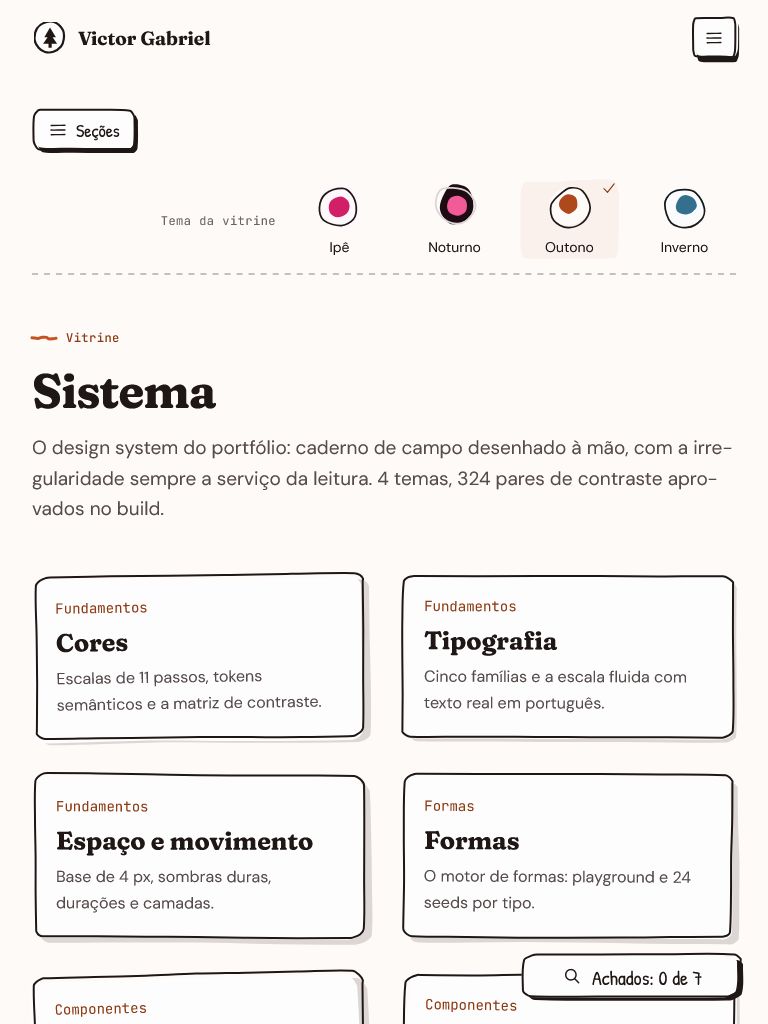 Victor Gabriel
Seções
Tema da vitrine
Ipê
Noturno
Outono
Inverno
Vitrine
Sistema
O design system do portfólio: caderno de campo desenhado à mão, com a irre-
gularidade sempre a serviço da leitura. 4 temas, 324 pares de contraste apro-
vados no build.
Fundamentos
Cores
Escalas de 11 passos, tokens
semânticos e a matriz de contraste.
Fundamentos
Tipografia
Cinco famílias e a escala fluida com
texto real em português.
Fundamentos
Espaço e movimento
Base de 4 px, sombras duras,
durações e camadas.
Formas
Formas
O motor de formas: playground e 24
seeds por tipo.
Componentes
Componentes
Achados: 0 de 7